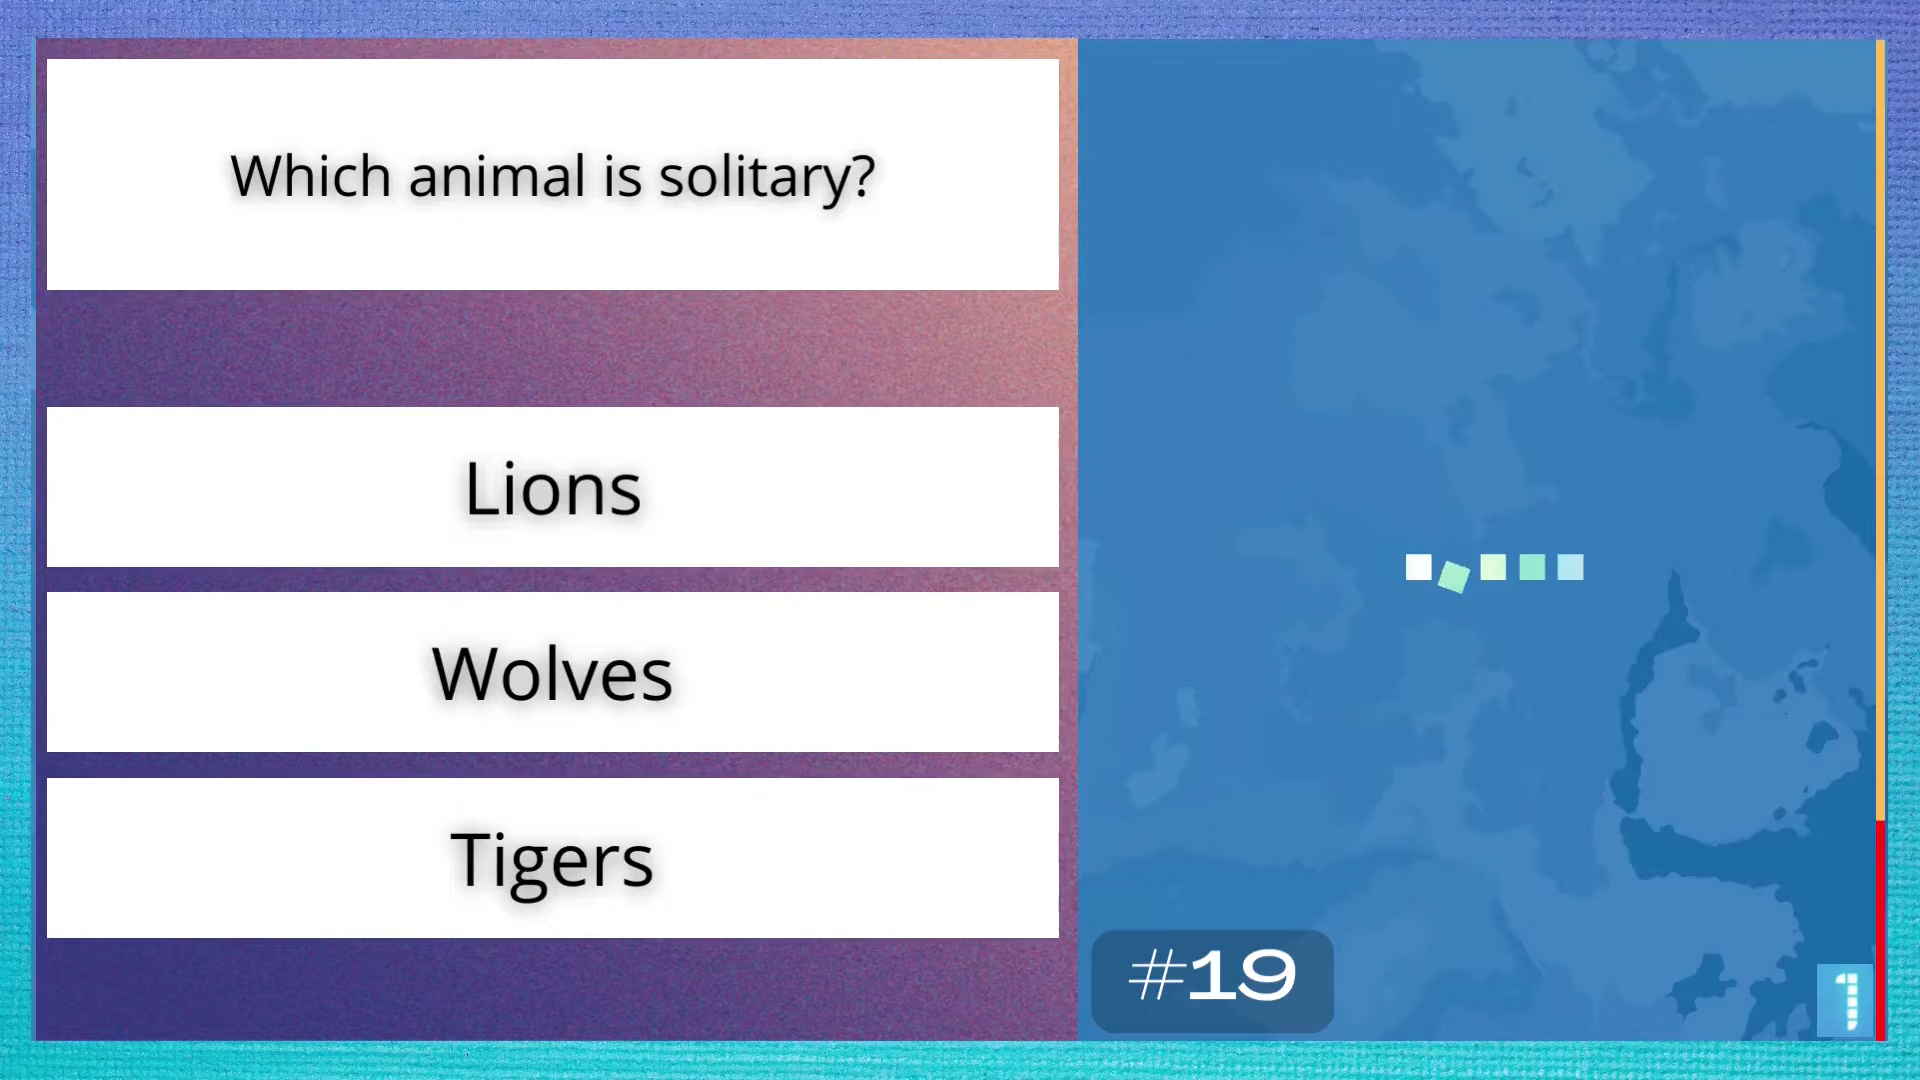 Which animal is solitary?
Lions
Wolves
Tigers
#19
1